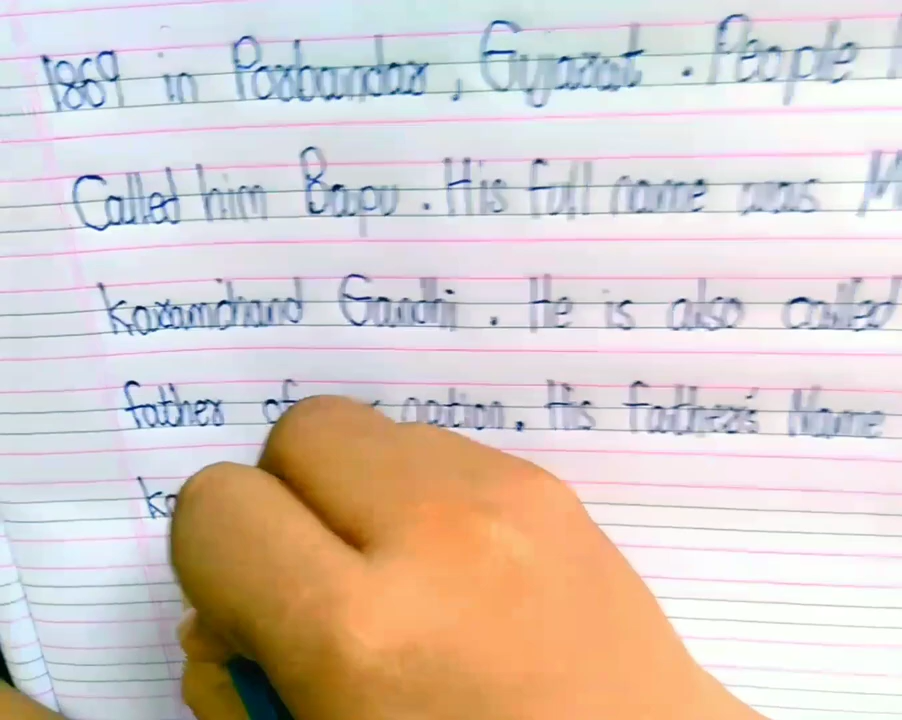 1869 in Porbandar, Gujarat. People
Called him Bapu. His full name was
Karamchand Gandhi. He is also called
father of nation. His Father's Name